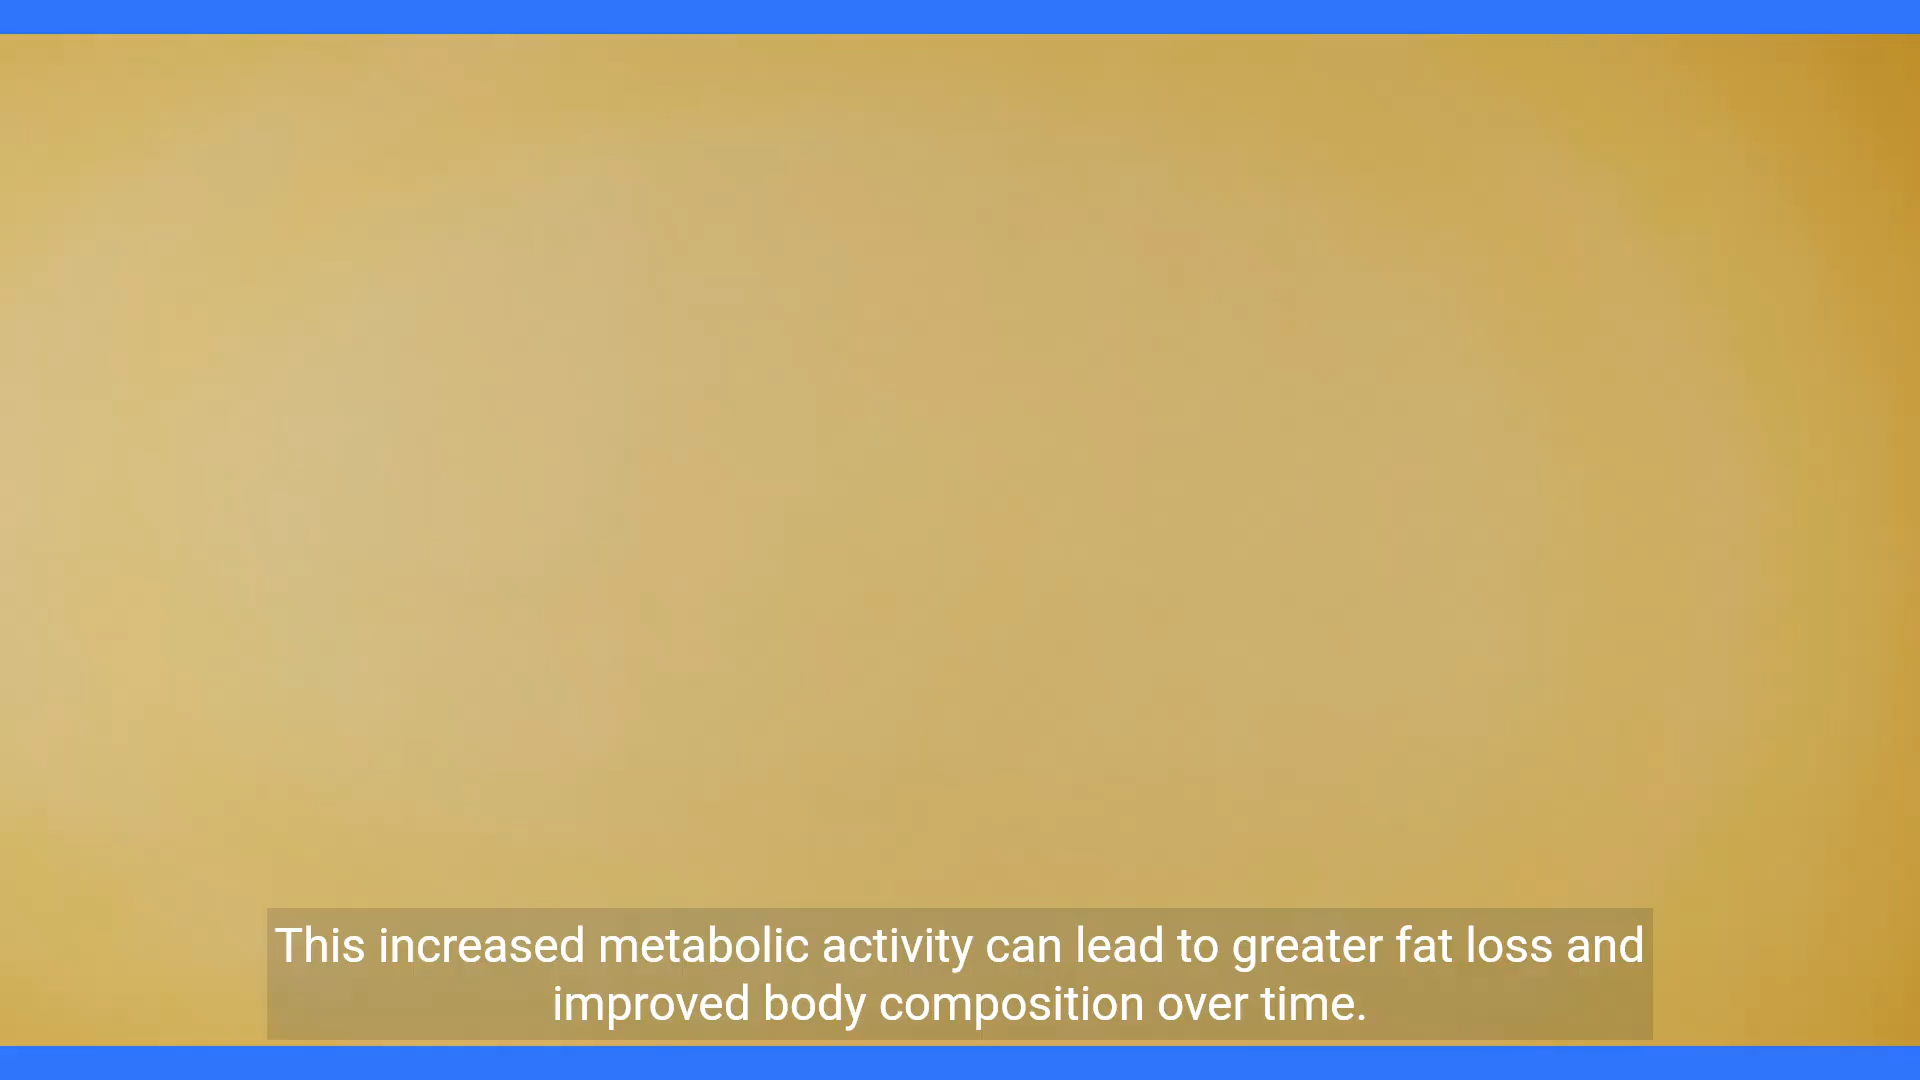 This increased metabolic activity can lead to greater fat loss and
improved body composition over time.